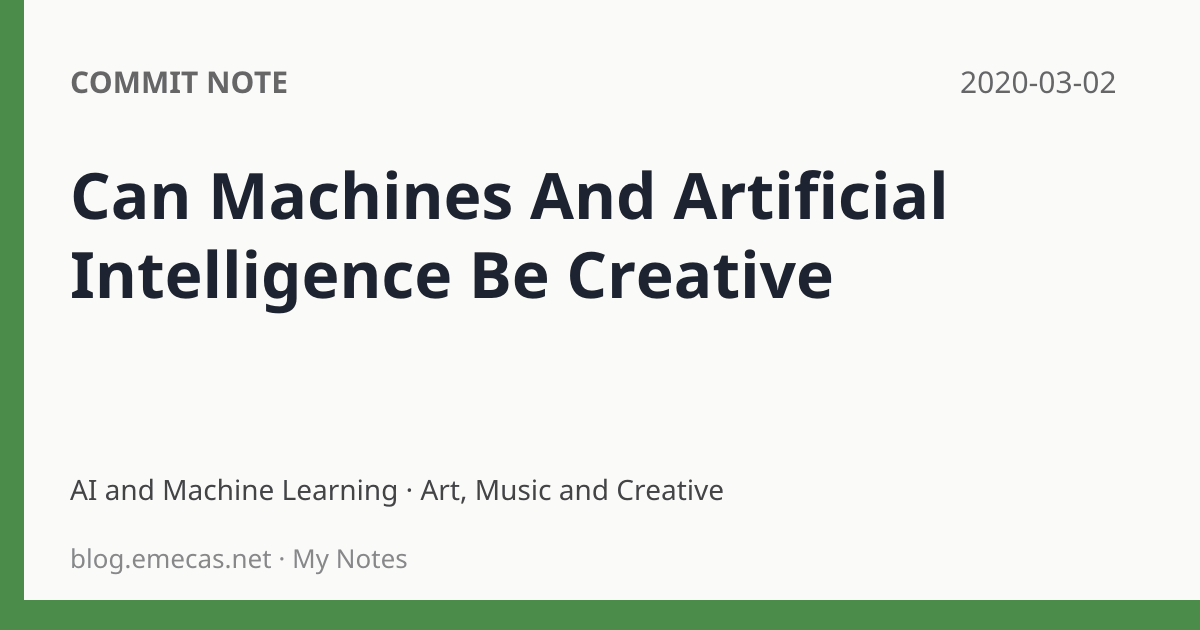 COMMIT NOTE
2020-03-02
Can Machines And Artificial
Intelligence Be Creative
AI and Machine Learning · Art, Music and Creative
blog.emecas.net · My Notes